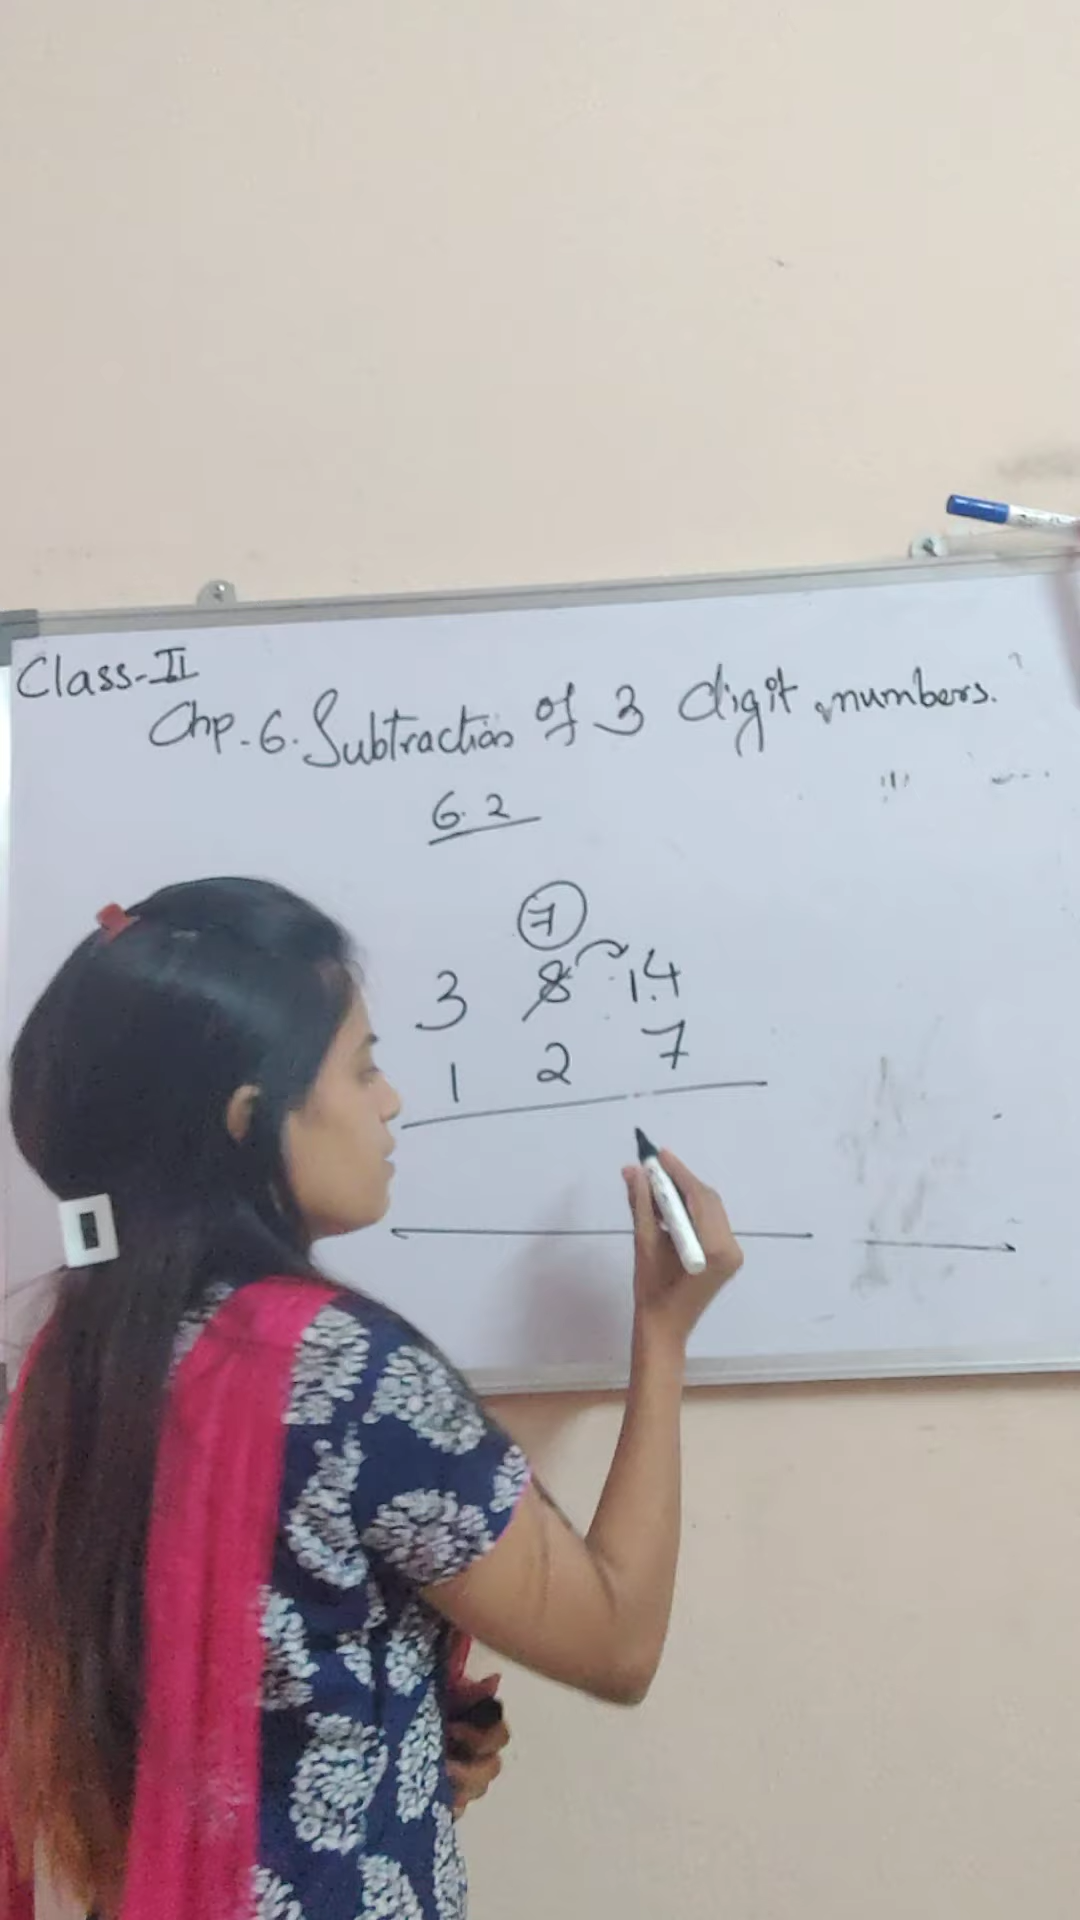 Class-II
Chp.6. Subtraction of 3 digit numbers.
6.2
7
3 8 14
1 2 7